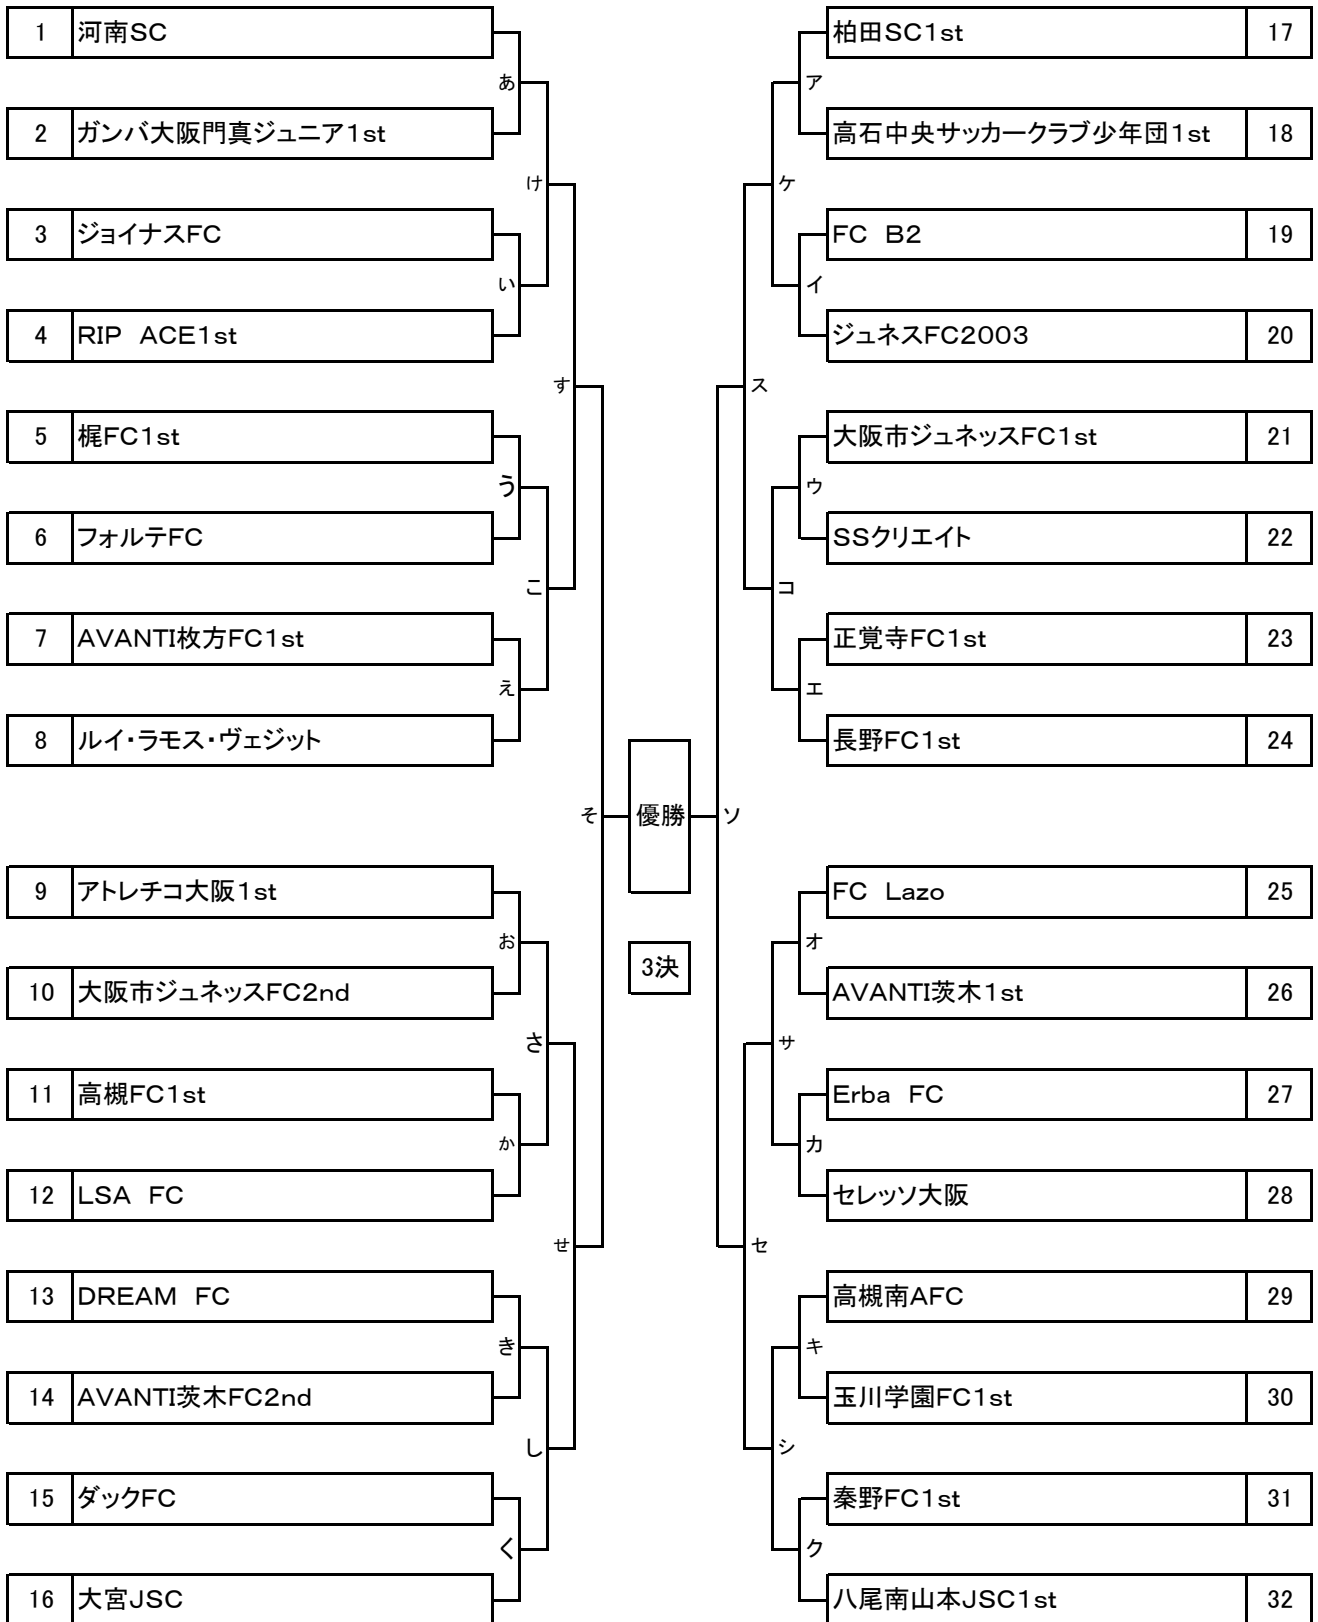 1 河南SC
あ
2 ガンバ大阪門真ジュニア1st
け
3 ジョイナスFC
い
4 RIP ACE1st
す
5 梶FC1st
う
6 フォルテFC
こ
7 AVANTI枚方FC1st
え
8 ルイ・ラモス・ヴェジット
そ
9 アトレチコ大阪1st
お
10 大阪市ジュネッスFC2nd
さ
11 高槻FC1st
か
12 LSA FC
せ
13 DREAM FC
き
14 AVANTI茨木FC2nd
し
15 ダックFC
く
16 大宮JSC
優勝
3決
柏田SC1st 17
ア
高石中央サッカークラブ少年団1st 18
ケ
FC B2 19
イ
ジュネスFC2003 20
ス
大阪市ジュネッスFC1st 21
ウ
SSクリエイト 22
コ
正覚寺FC1st 23
エ
長野FC1st 24
ソ
FC Lazo 25
オ
AVANTI茨木1st 26
サ
Erba FC 27
カ
セレッソ大阪 28
セ
高槻南AFC 29
キ
玉川学園FC1st 30
シ
秦野FC1st 31
ク
八尾南山本JSC1st 32